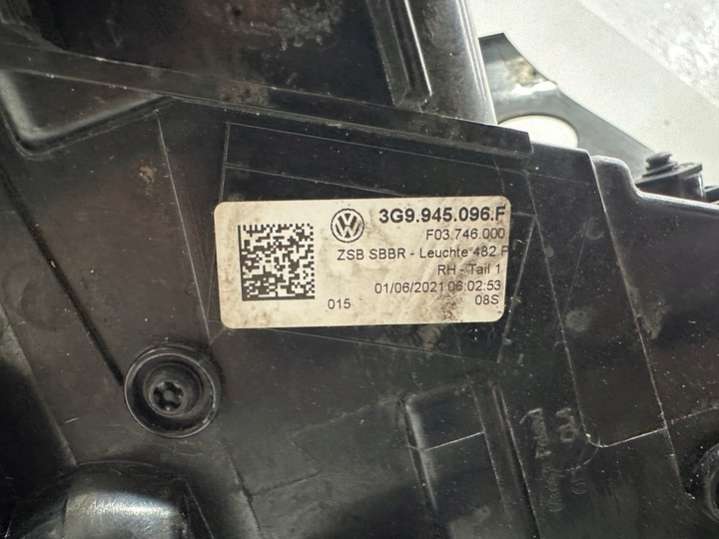 3G9.945.096.F
F03.746.000
ZSB SBBR - Leuchte 482 F
RH - Tail 1
01/06/2021 06:02:53
015 08S